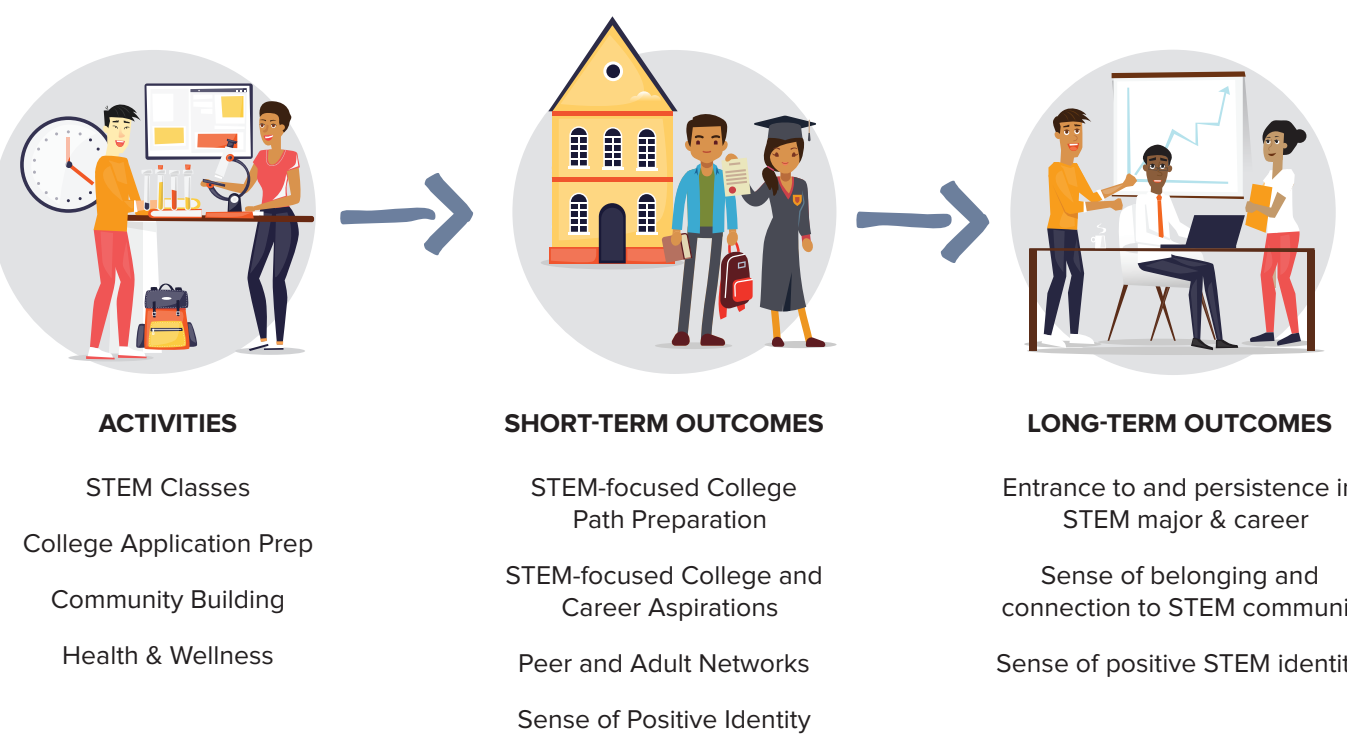 ACTIVITIES
STEM Classes
College Application Prep
Community Building
Health & Wellness
SHORT-TERM OUTCOMES
STEM-focused College
Path Preparation
STEM-focused College and
Career Aspirations
Peer and Adult Networks
Sense of Positive Identity
LONG-TERM OUTCOMES
Entrance to and persistence in
STEM major & career
Sense of belonging and
connection to STEM
Sense of positive STEM